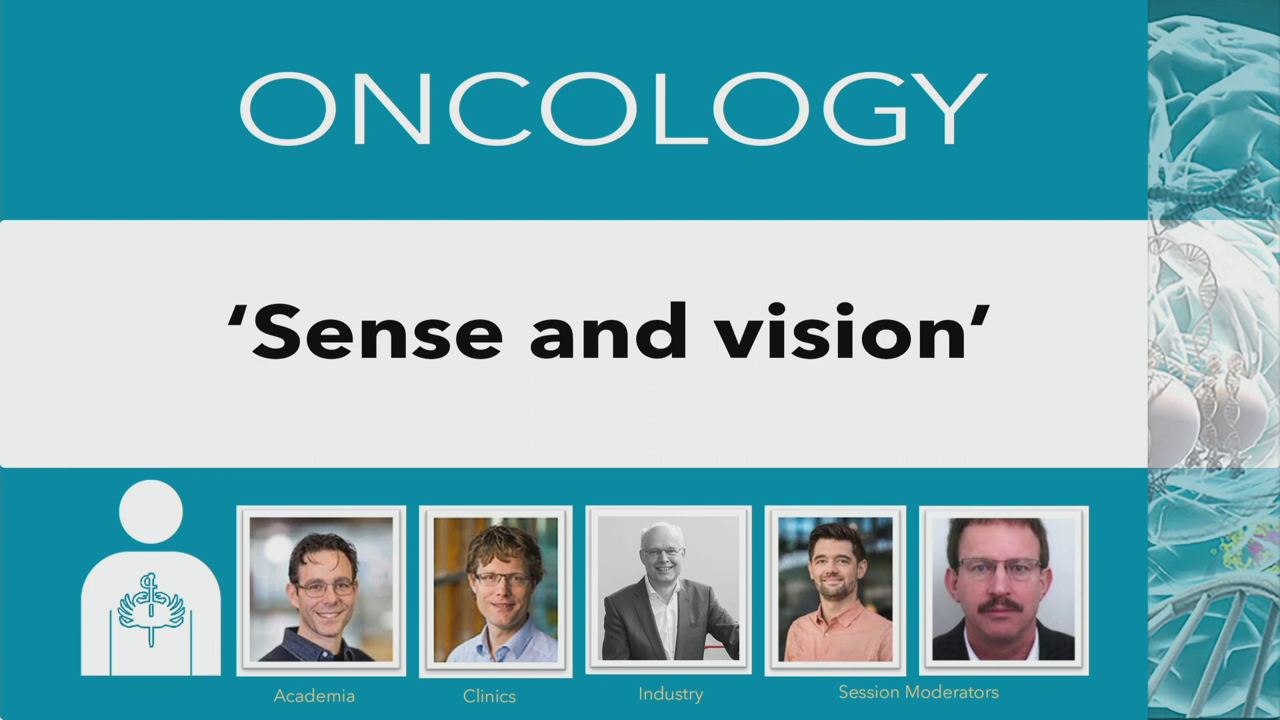 ONCOLOGY
‘Sense and vision’
Academia
Clinics
Industry
Session Moderators